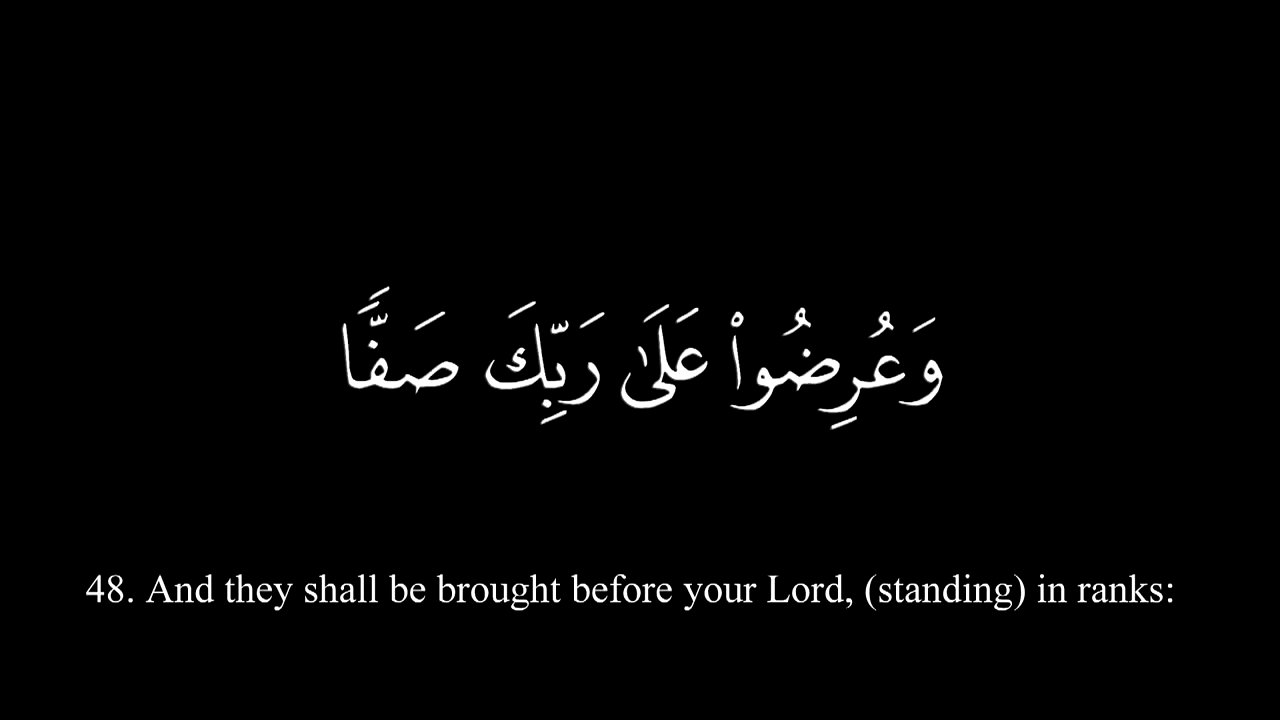 وَعُرِضُوا۟ عَلَىٰ رَبِّكَ صَفًّا
48. And they shall be brought before your Lord, (standing) in ranks: